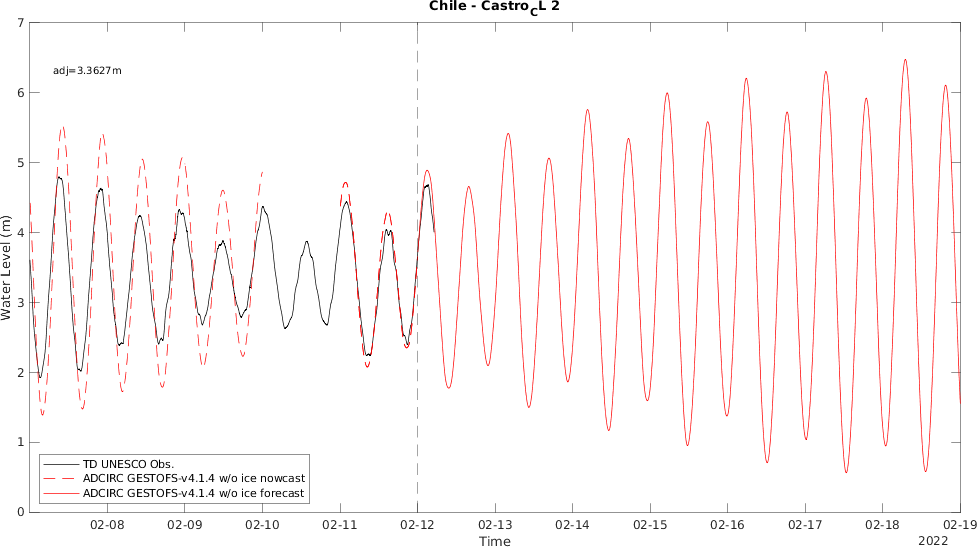 Chile - Castro_CL 2
7
adj=3.3627m
6
5
4
3
2
1
0
Water Level (m)
TD UNESCO Obs.
ADCIRC GESTOFS-v4.1.4 w/o ice nowcast
ADCIRC GESTOFS-v4.1.4 w/o ice forecast
02-08 02-09 02-10 02-11 02-12 02-13 02-14 02-15 02-16 02-17 02-18 02-19
Time
2022